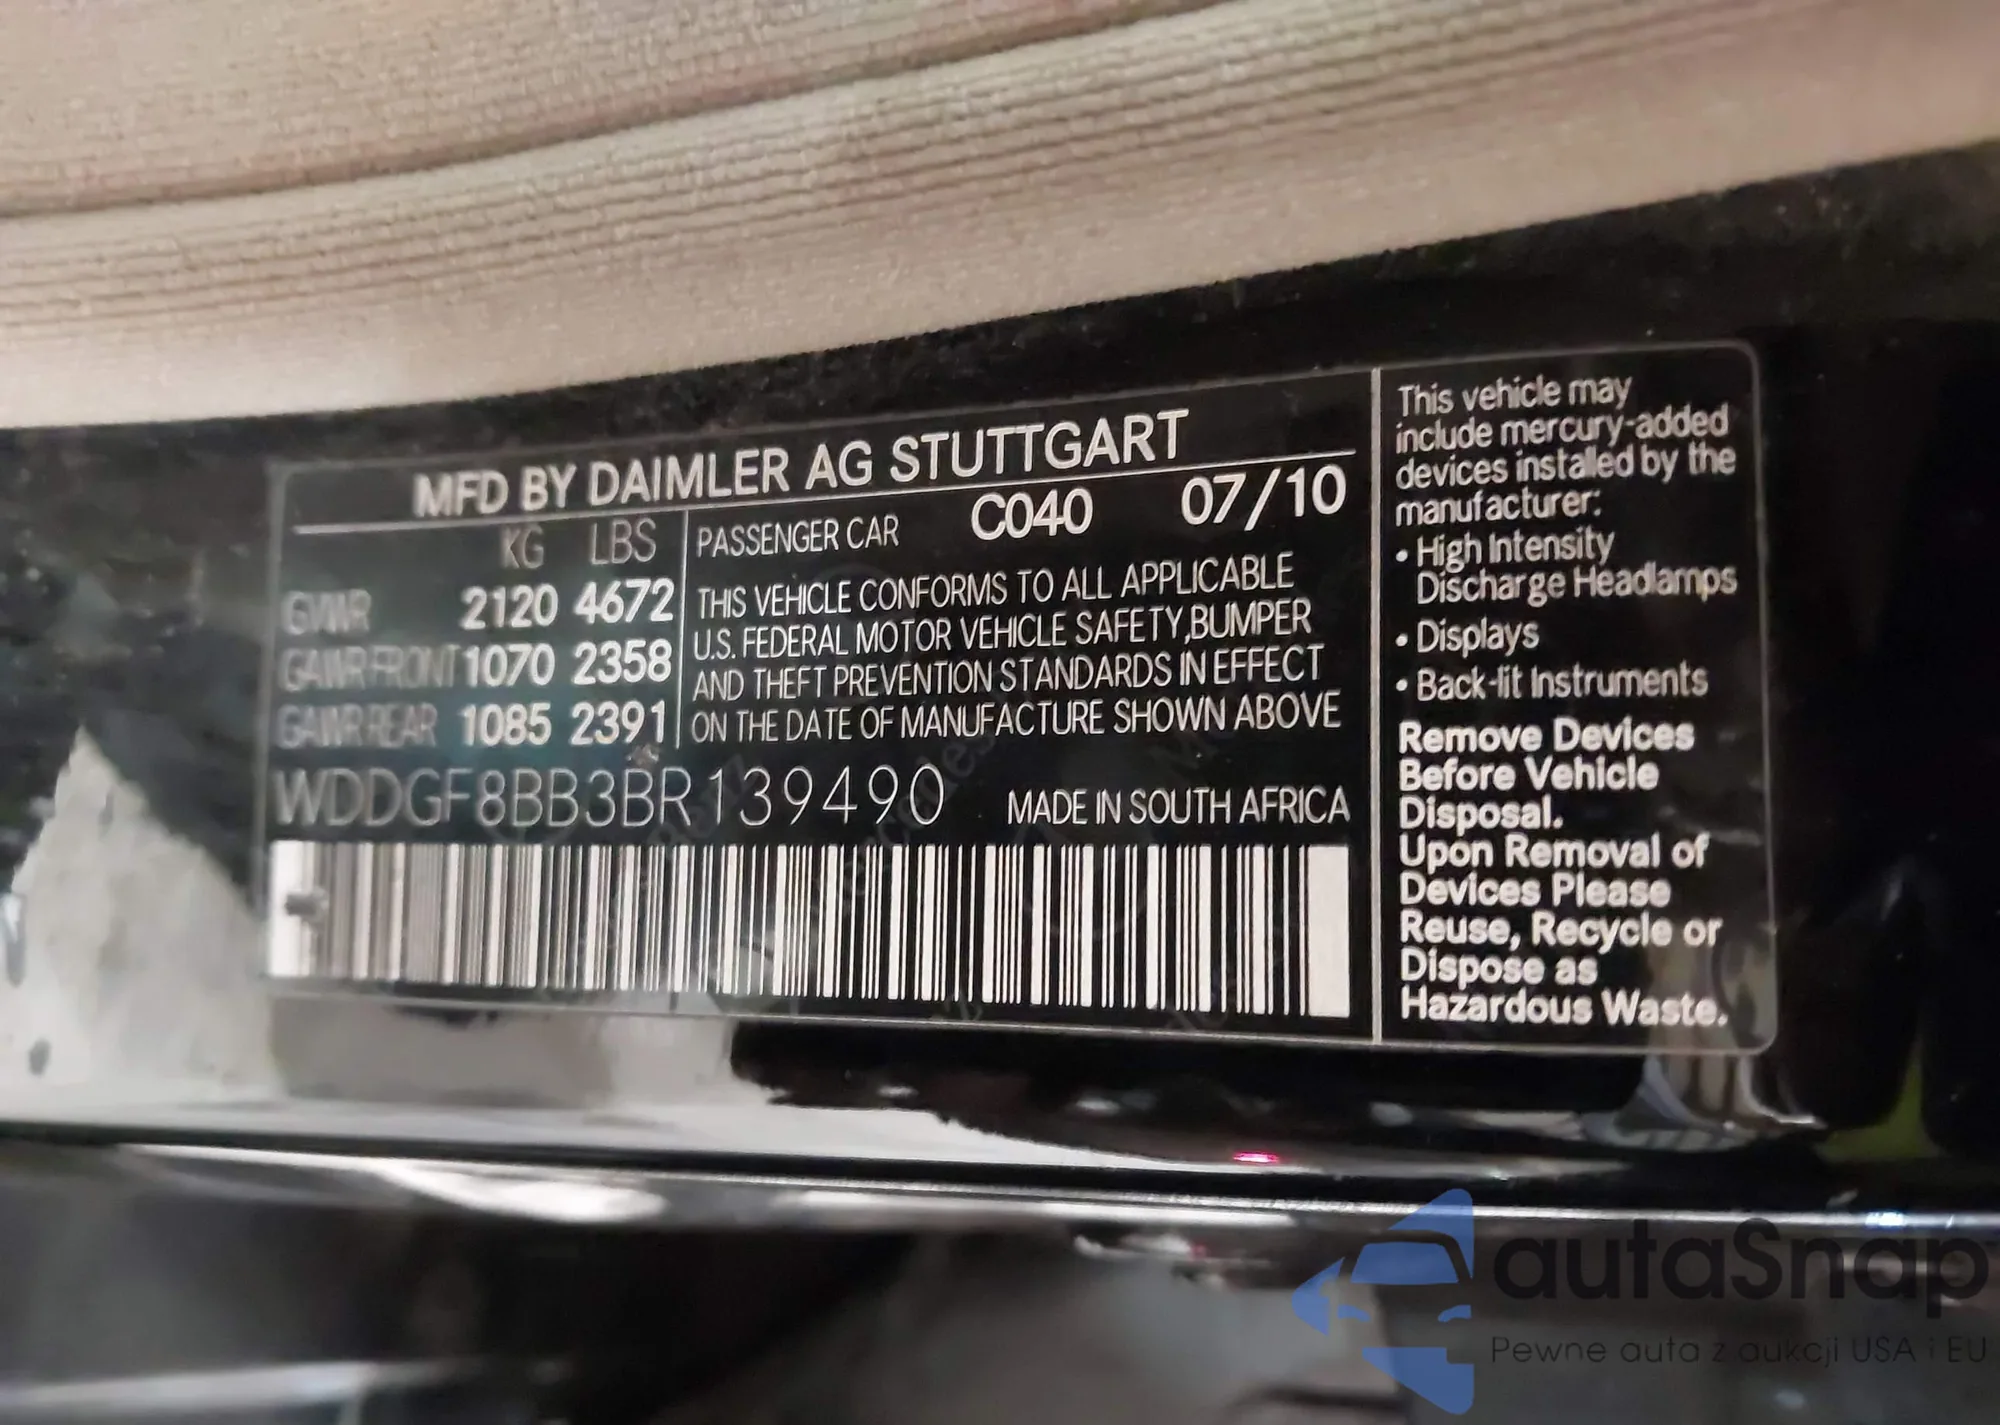 MFD BY DAIMLER AG STUTTGART
KG LBS
GVWR 2120 4672
GAWR FRONT 1070 2358
GAWR REAR 1085 2391
PASSENGER CAR C040 07/10
THIS VEHICLE CONFORMS TO ALL APPLICABLE
U.S. FEDERAL MOTOR VEHICLE SAFETY,BUMPER
AND THEFT PREVENTION STANDARDS IN EFFECT
ON THE DATE OF MANUFACTURE SHOWN ABOVE
WDDGF8BB3BR139490 MADE IN SOUTH AFRICA
This vehicle may
include mercury-added
devices installed by the
manufacturer:
• High Intensity
Discharge Headlamps
• Displays
• Back-lit Instruments
Remove Devices
Before Vehicle
Disposal.
Upon Removal of
Devices Please
Reuse, Recycle or
Dispose as
Hazardous Waste.
autaSnap
Pewne auta z aukcji USA i EU